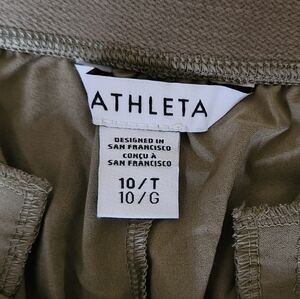 ATHLETA
DESIGNED IN
SAN FRANCISCO
CONÇU À
SAN FRANCISCO
10/T
10/G